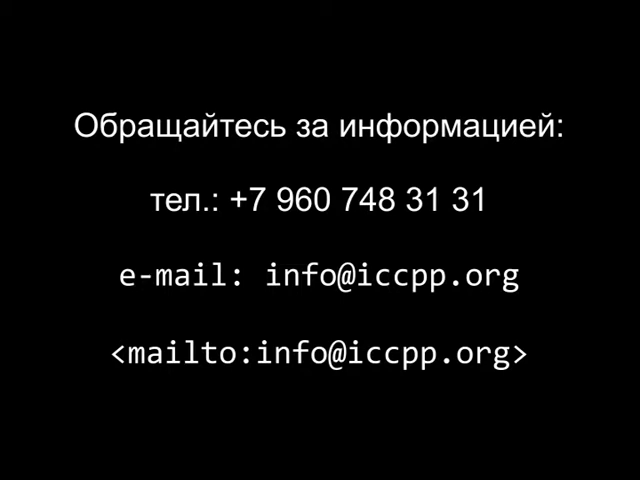 Обращайтесь за информацией:
тел.: +7 960 748 31 31
e-mail: info@iccpp.org
<mailto:info@iccpp.org>